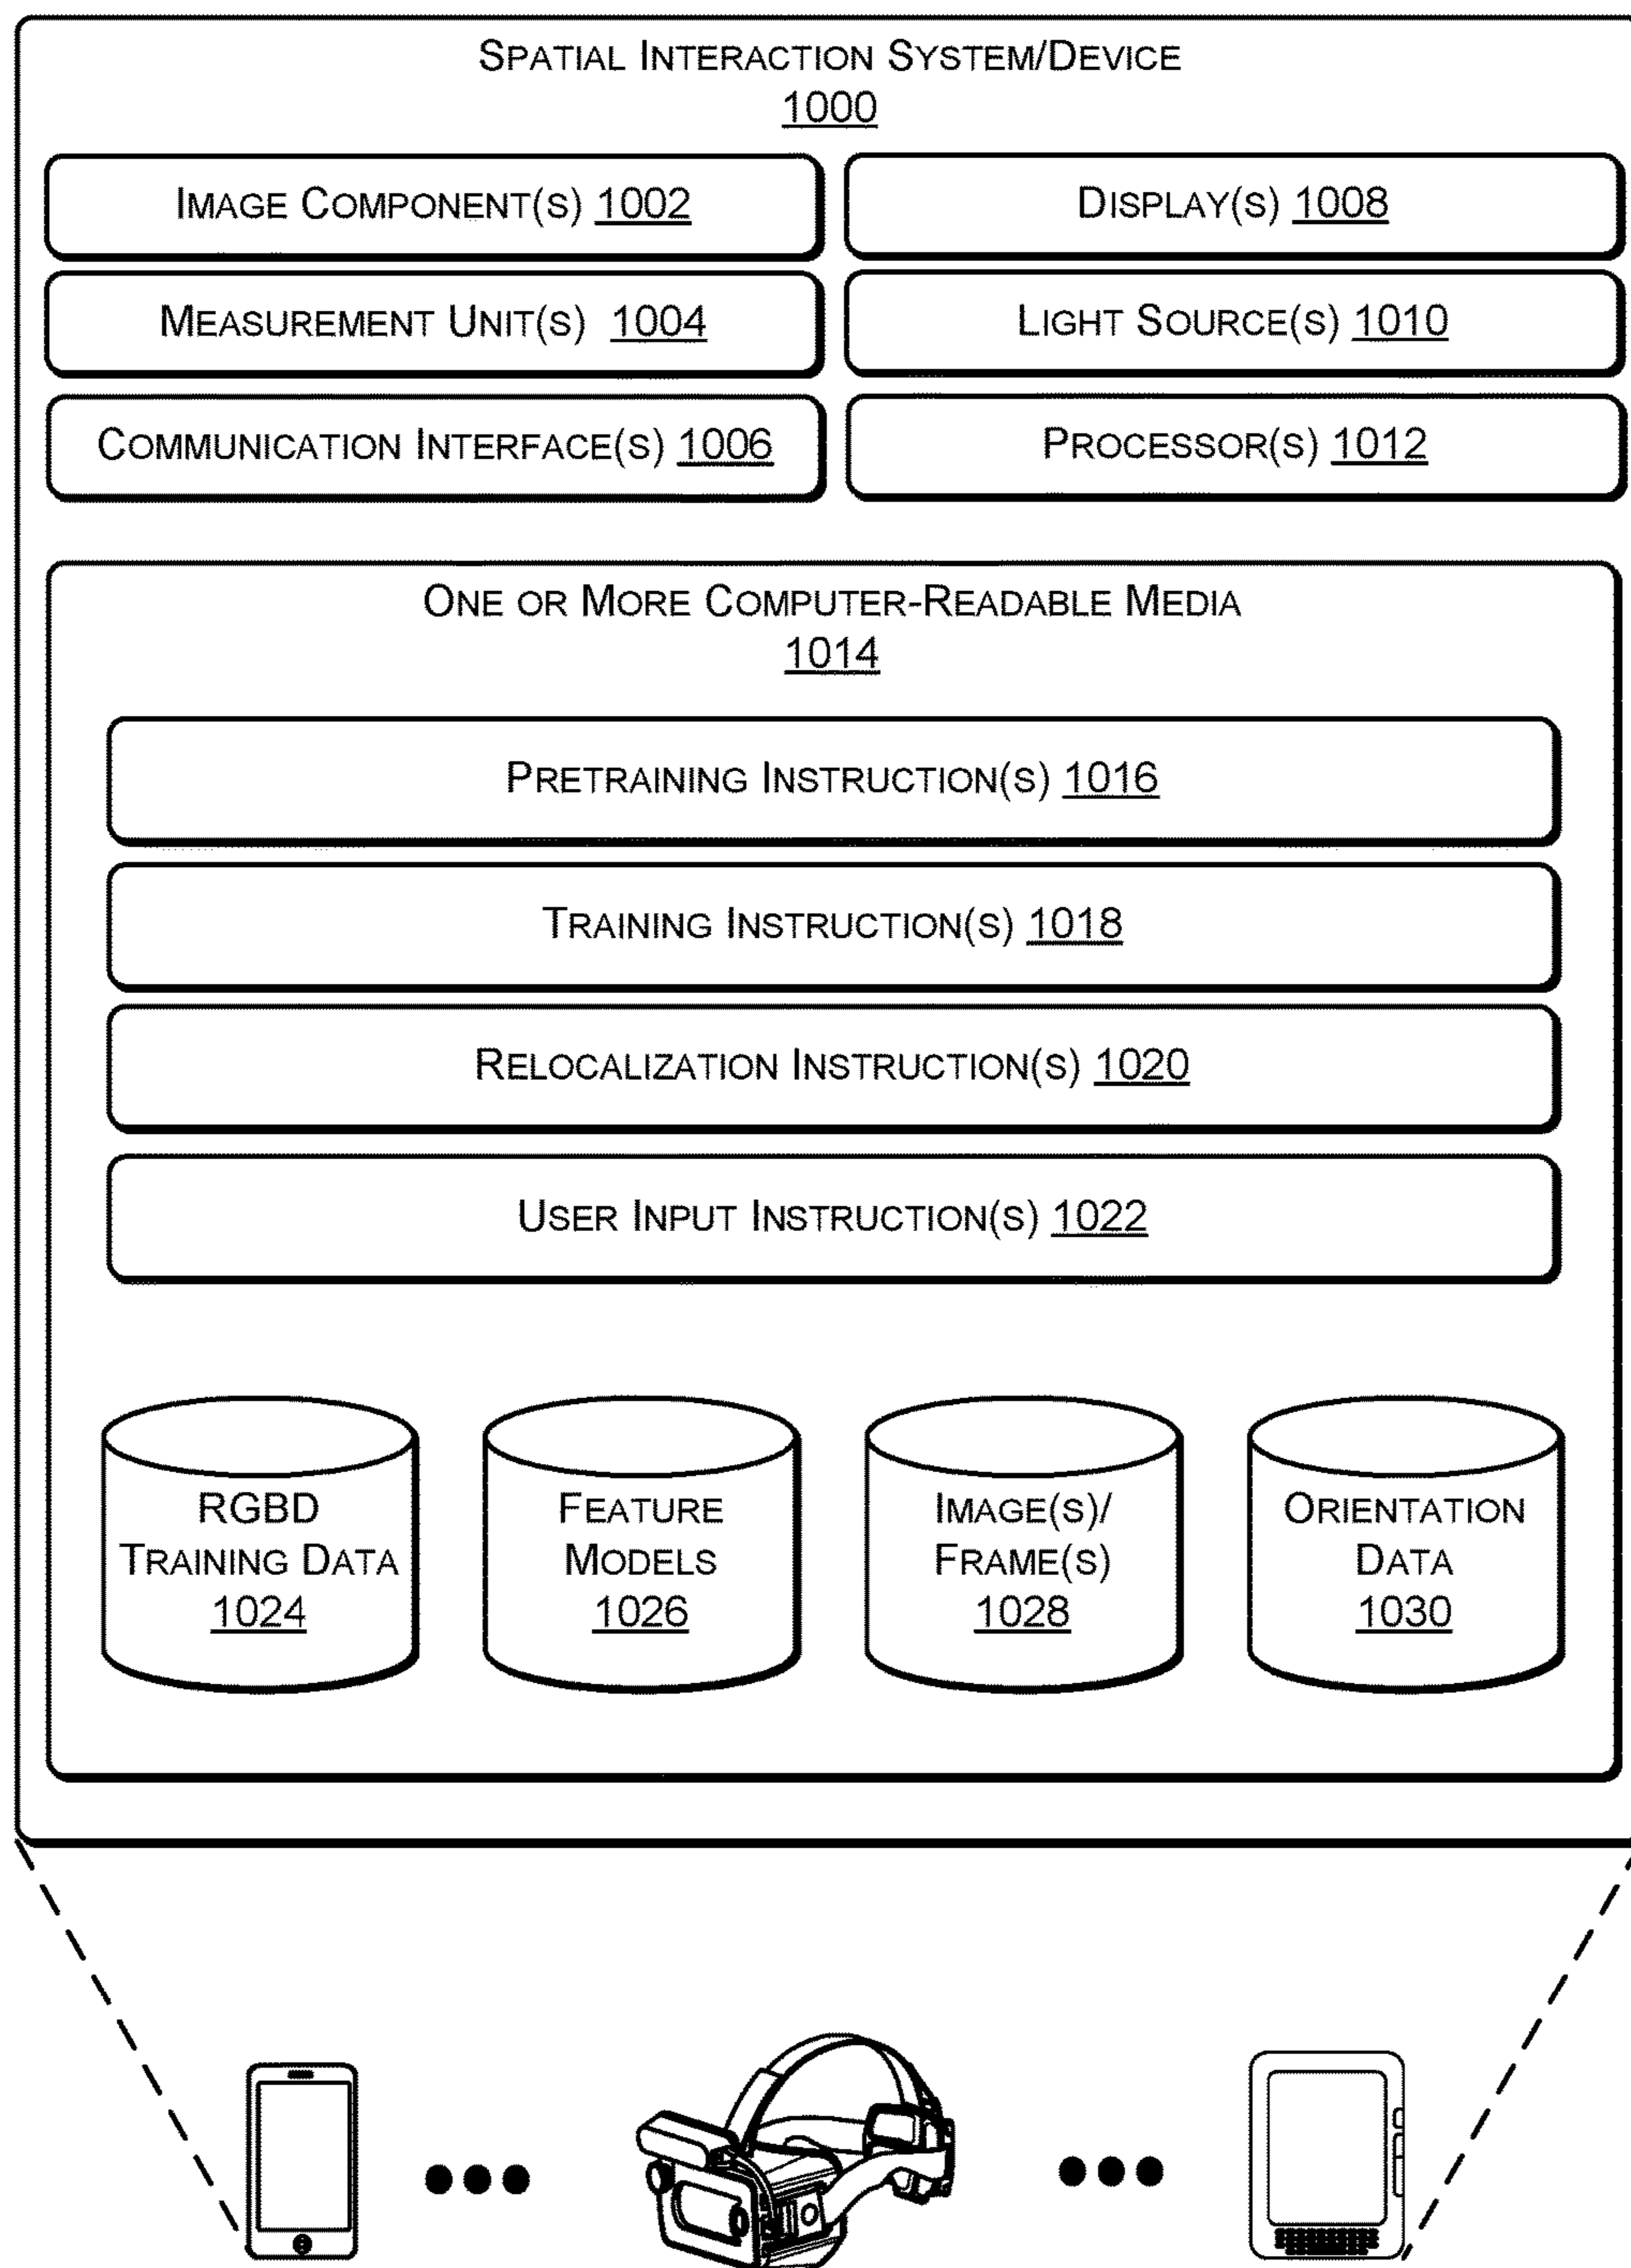 SPATIAL INTERACTION SYSTEM/DEVICE
1000
IMAGE COMPONENT(S) 1002
DISPLAY(S) 1008
MEASUREMENT UNIT(S) 1004
LIGHT SOURCE(S) 1010
COMMUNICATION INTERFACE(S) 1006
PROCESSOR(S) 1012
ONE OR MORE COMPUTER-READABLE MEDIA
1014
PRETRAINING INSTRUCTION(S) 1016
TRAINING INSTRUCTION(S) 1018
RELOCALIZATION INSTRUCTION(S) 1020
USER INPUT INSTRUCTION(S) 1022
RGBD
TRAINING DATA
1024
FEATURE
MODELS
1026
IMAGE(S)/
FRAME(S)
1028
ORIENTATION
DATA
1030